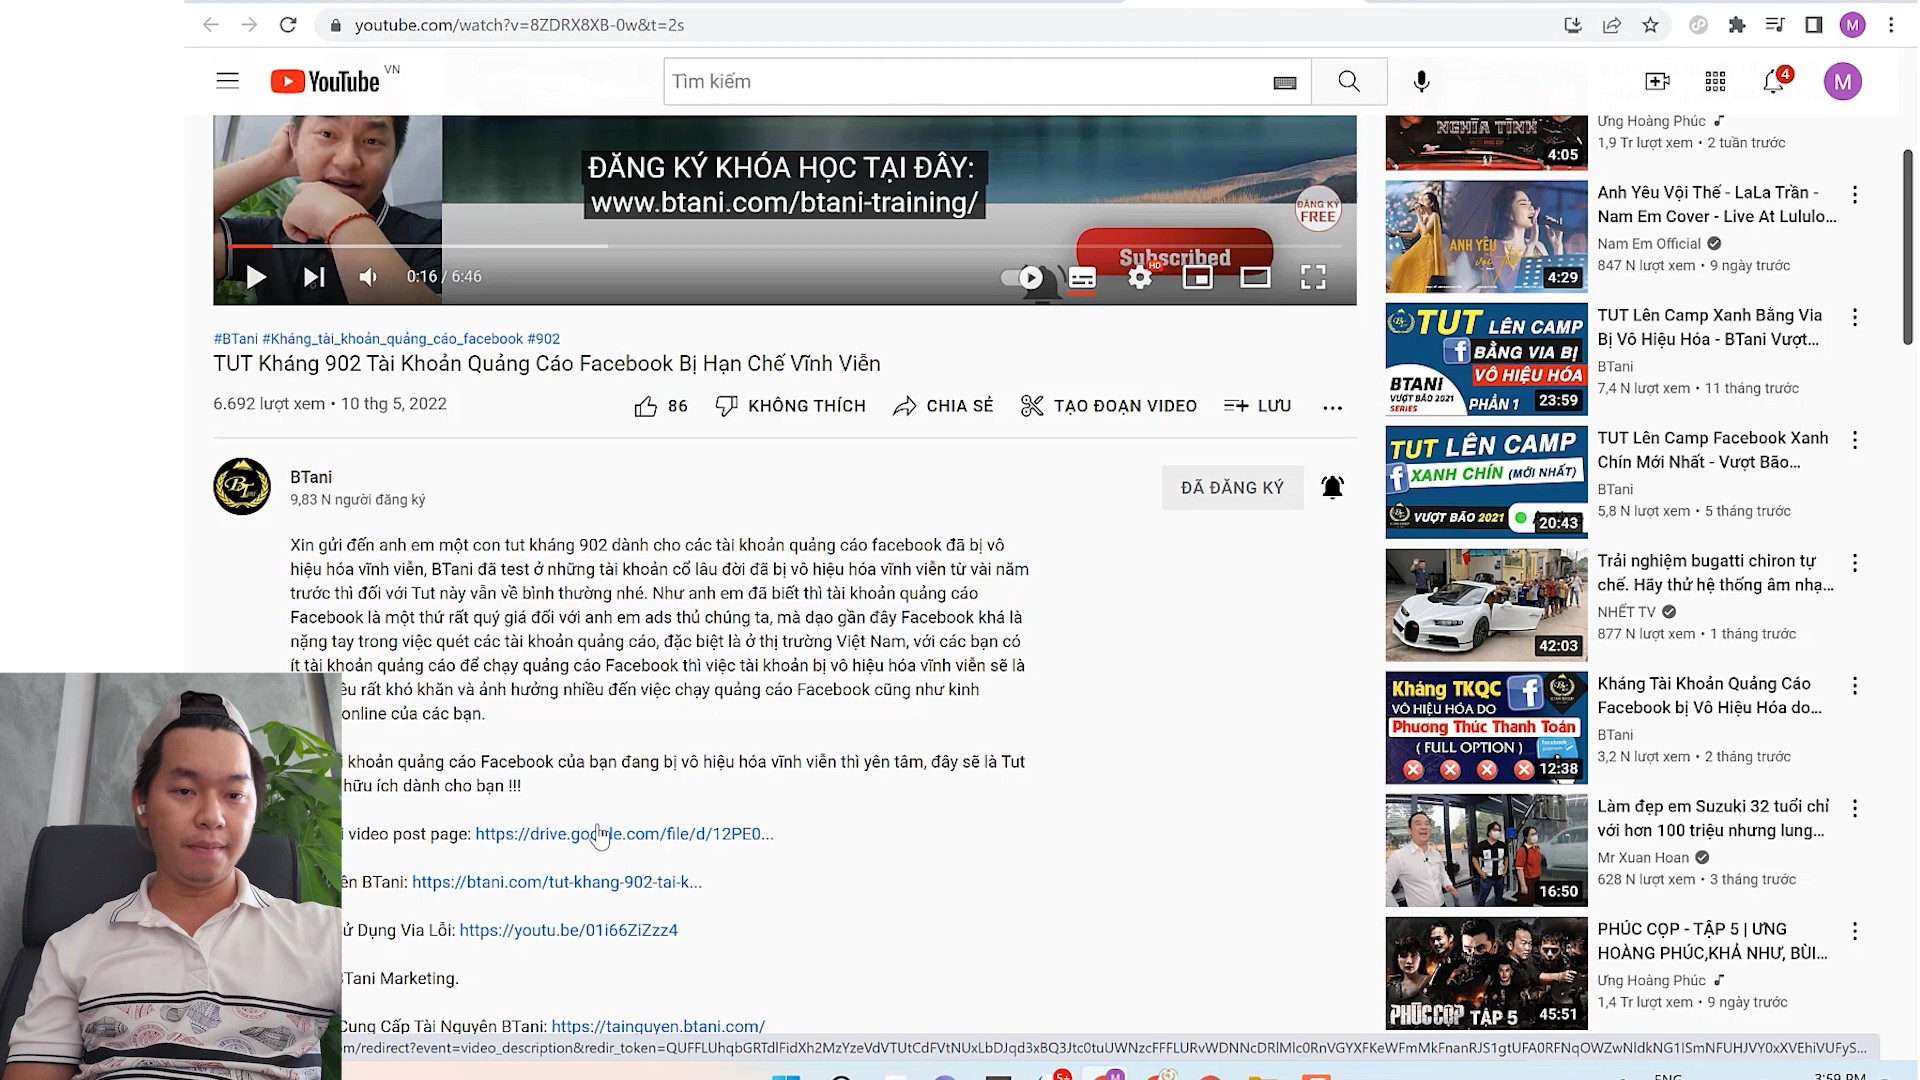 youtube.com/watch?v=8ZDRX8XB-0w&t=2s
M
YouTube VN
Tìm kiếm
4
M
ĐĂNG KÝ KHÓA HỌC TẠI ĐÂY:
www.btani.com/btani-training/
ĐĂNG KÝ
FREE
Subscribed
0:16 / 6:46
HD
#BTani #Kháng_tài_khoản_quảng_cáo_facebook #902
TUT Kháng 902 Tài Khoản Quảng Cáo Facebook Bị Hạn Chế Vĩnh Viễn
6.692 lượt xem • 10 thg 5, 2022
86
KHÔNG THÍCH
CHIA SẺ
TẠO ĐOẠN VIDEO
LƯU
BTani
9,83 N người đăng ký
ĐÃ ĐĂNG KÝ
Xin gửi đến anh em một con tut kháng 902 dành cho các tài khoản quảng cáo facebook đã bị vô
hiệu hóa vĩnh viễn, BTani đã test ở những tài khoản cổ lâu đời đã bị vô hiệu hóa vĩnh viễn từ vài năm
trước thì đối với Tut này vẫn về bình thường nhé. Như anh em đã biết thì tài khoản quảng cáo
Facebook là một thứ rất quý giá đối với anh em ads thủ chúng ta, mà dạo gần đây Facebook khá là
nặng tay trong việc quét các tài khoản quảng cáo, đặc biệt là ở thị trường Việt Nam, với các bạn có
ít tài khoản quảng cáo để chạy quảng cáo Facebook thì việc tài khoản bị vô hiệu hóa vĩnh viễn sẽ là
rất khó khăn và ảnh hưởng nhiều đến việc chạy quảng cáo Facebook cũng như kinh
online của các bạn.
khoản quảng cáo Facebook của bạn đang bị vô hiệu hóa vĩnh viễn thì yên tâm, đây sẽ là Tut
hữu ích dành cho bạn !!!
video post page: https://drive.google.com/file/d/12PE0...
BTani: https://btani.com/tut-khang-902-tai-k...
Dụng Via Lỗi: https://youtu.be/01i66ZiZzz4
BTani Marketing.
Cung Cấp Tài Nguyên BTani: https://tainguyen.btani.com/
NGHĨA TÌNH
4:05
Ưng Hoàng Phúc
1,9 Tr lượt xem • 2 tuần trước
ANH YÊU
4:29
Anh Yêu Vội Thế - LaLa Trần -
Nam Em Cover - Live At Lululo...
Nam Em Official
847 N lượt xem • 9 ngày trước
TUT LÊN CAMP
BẰNG VIA BỊ
VÔ HIỆU HÓA
BTANI
VƯỢT BÃO 2021
SERIES
PHẦN 1
23:59
TUT Lên Camp Xanh Bằng Via
Bị Vô Hiệu Hóa - BTani Vượt...
BTani
7,4 N lượt xem • 11 tháng trước
TUT LÊN CAMP
XANH CHÍN (MỚI NHẤT)
VƯỢT BÃO 2021
20:43
TUT Lên Camp Facebook Xanh
Chín Mới Nhất - Vượt Bão...
BTani
5,8 N lượt xem • 5 tháng trước
42:03
Trải nghiệm bugatti chiron tự
chế. Hãy thử hệ thống âm nhạ...
NHẾT TV
877 N lượt xem • 1 tháng trước
Kháng TKQC
VÔ HIỆU HÓA DO
Phương Thức Thanh Toán
( FULL OPTION )
12:38
Kháng Tài Khoản Quảng Cáo
Facebook bị Vô Hiệu Hóa do...
BTani
3,2 N lượt xem • 2 tháng trước
16:50
Làm đẹp em Suzuki 32 tuổi chỉ
với hơn 100 triệu nhưng lung...
Mr Xuan Hoan
628 N lượt xem • 3 tháng trước
PHÚC CỌP TẬP 5
45:51
PHÚC CỌP - TẬP 5 | ƯNG
HOÀNG PHÚC,KHẢ NHƯ, BÙI...
Ưng Hoàng Phúc
1,4 Tr lượt xem • 9 ngày trước
5+
M
ENG
3:59 PM